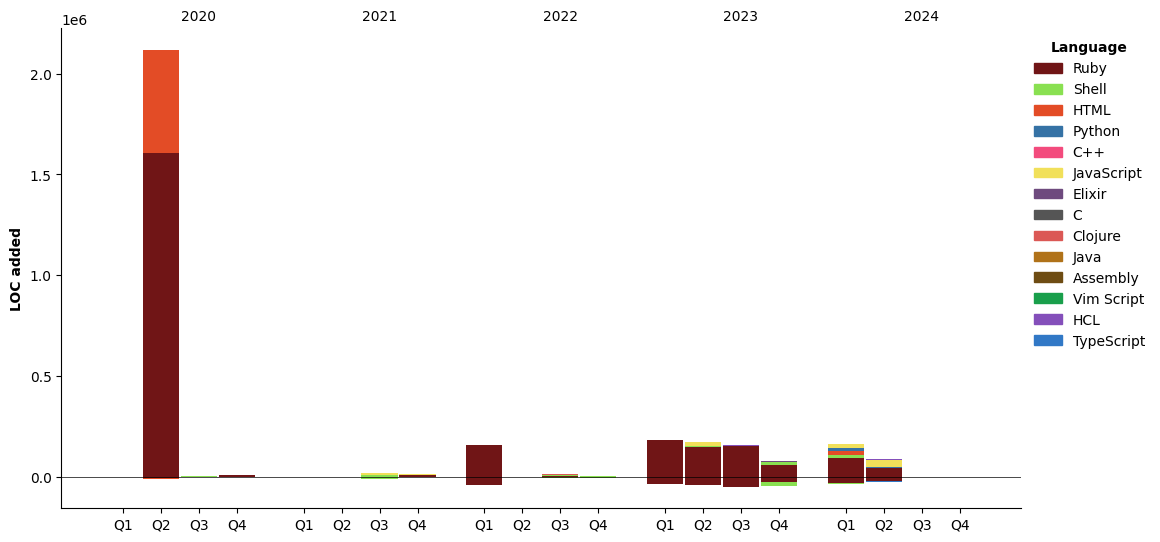 1e6
2020 2021 2022 2023 2024
LOC added
2.0
1.5
1.0
0.5
0.0
Q1 Q2 Q3 Q4 Q1 Q2 Q3 Q4 Q1 Q2 Q3 Q4 Q1 Q2 Q3 Q4 Q1 Q2 Q3 Q4
Language
Ruby
Shell
HTML
Python
C++
JavaScript
Elixir
C
Clojure
Java
Assembly
Vim Script
HCL
TypeScript